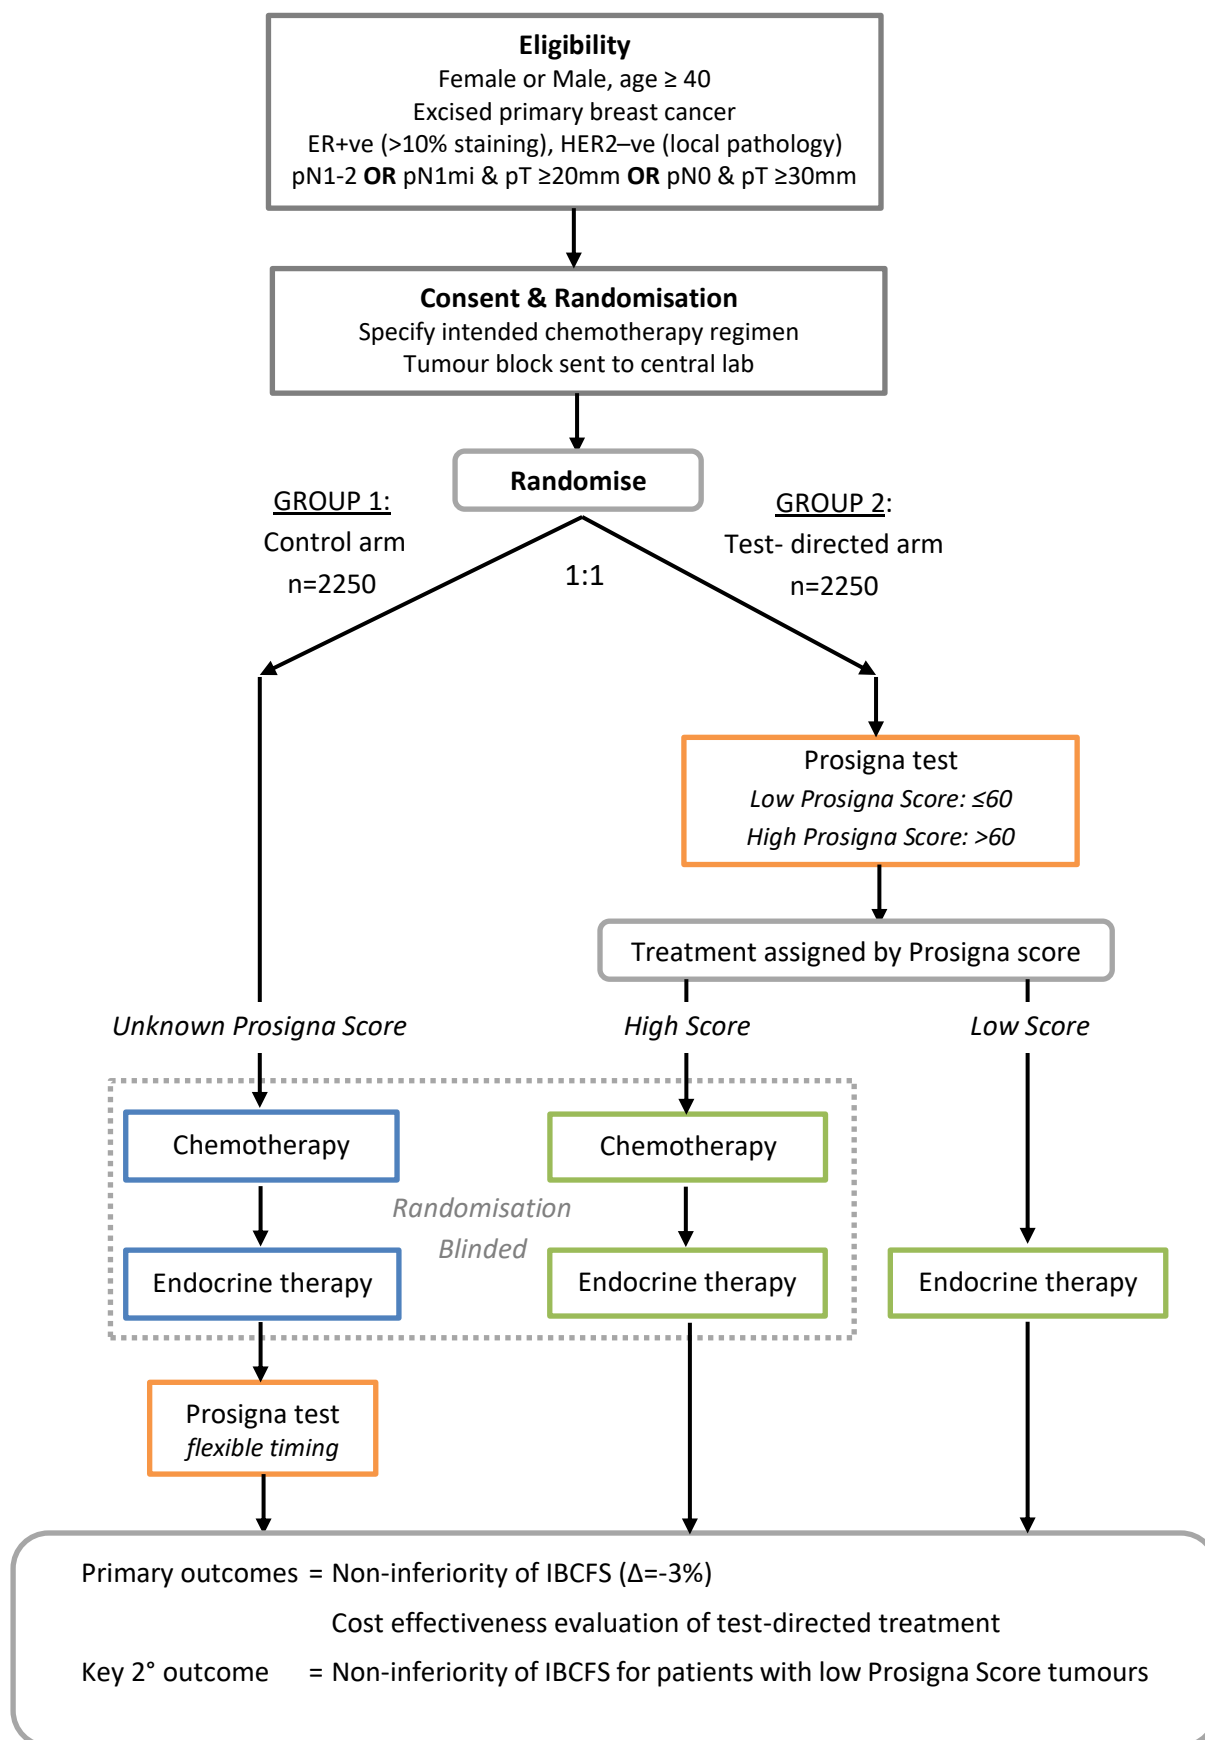 Eligibility
Female or Male, age ≥ 40
Excised primary breast cancer
ER+ve (>10% staining), HER2–ve (local pathology)
pN1-2 OR pN1mi & pT ≥20mm OR pN0 & pT ≥30mm
Consent & Randomisation
Specify intended chemotherapy regimen
Tumour block sent to central lab
Randomise
GROUP 1:
Control arm
n=2250
1:1
GROUP 2:
Test- directed arm
n=2250
Prosigna test
Low Prosigna Score: ≤60
High Prosigna Score: >60
Treatment assigned by Prosigna score
Unknown Prosigna Score
High Score
Low Score
Chemotherapy
Chemotherapy
Randomisation
Blinded
Endocrine therapy
Endocrine therapy
Endocrine therapy
Prosigna test
flexible timing
Primary outcomes = Non-inferiority of IBCFS (Δ=-3%)
Cost effectiveness evaluation of test-directed treatment
Key 2° outcome = Non-inferiority of IBCFS for patients with low Prosigna Score tumours